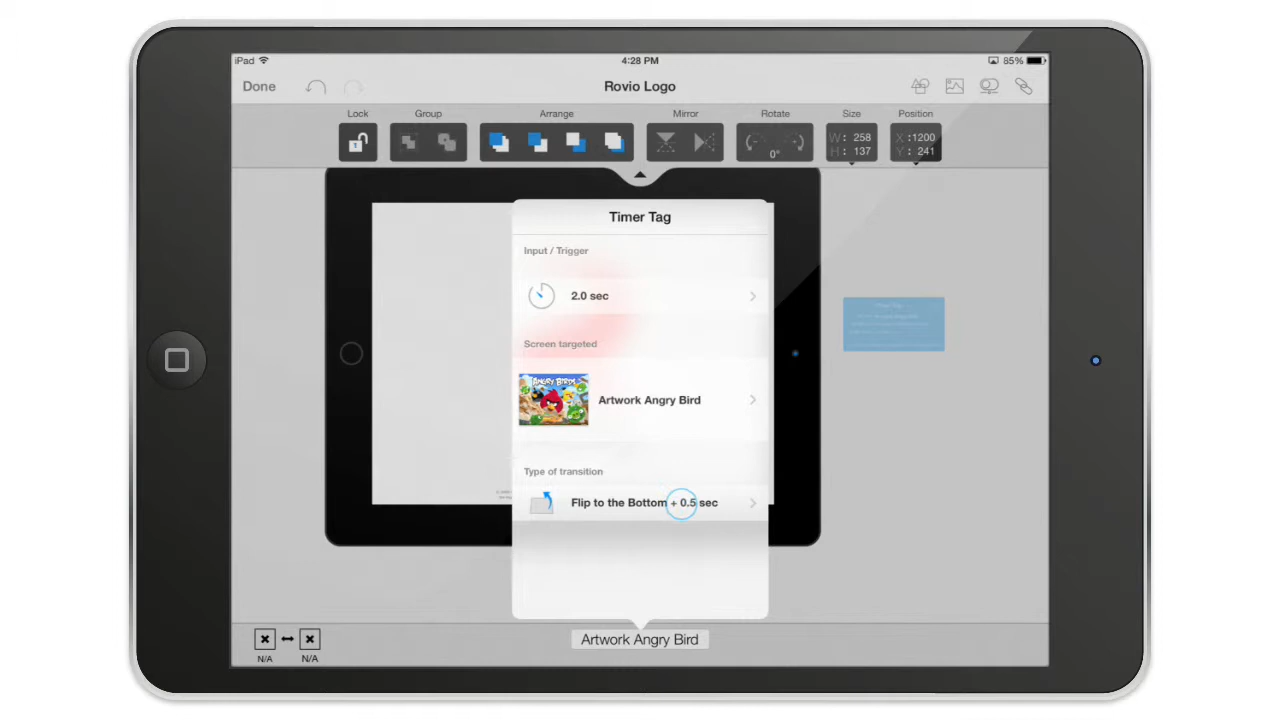 iPad 4:28 PM 85%
Done Rovio Logo
Lock Group Arrange Mirror Rotate Size Position
0° W: 258 H: 137 X :1200 Y: 241
Timer Tag
Input / Trigger
2.0 sec
Screen targeted
ANGRY BIRDS
Artwork Angry Bird
Type of transition
Flip to the Bottom + 0.5 sec
Artwork Angry Bird
N/A N/A